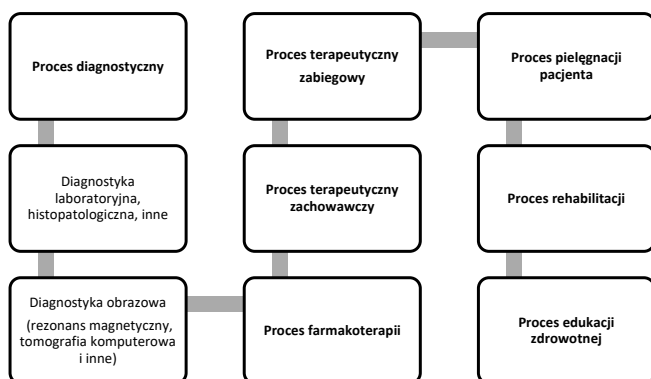 Proces diagnostyczny
Diagnostyka
laboratoryjna,
histopatologiczna, inne
Diagnostyka obrazowa
(rezonans magnetyczny,
tomografia komputerowa
i inne)
Proces farmakoterapii
Proces terapeutyczny
zachowawczy
Proces terapeutyczny
zabiegowy
Proces pielęgnacji
pacjenta
Proces rehabilitacji
Proces edukacji
zdrowotnej